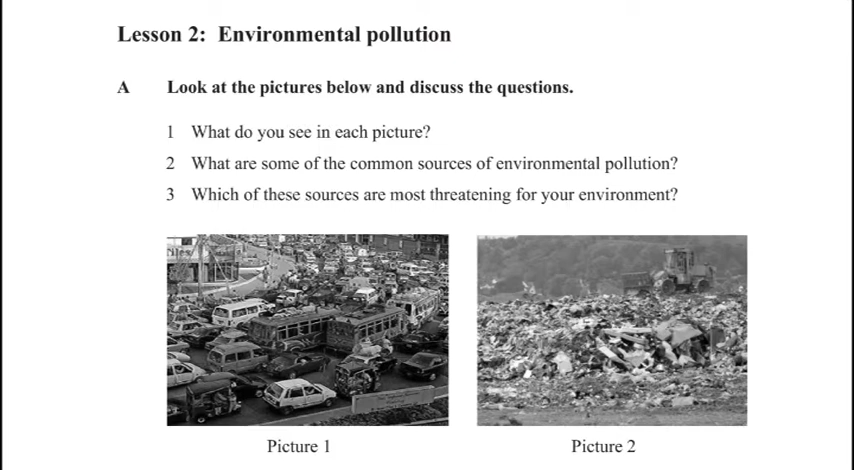 Lesson 2: Environmental pollution
A Look at the pictures below and discuss the questions.
1 What do you see in each picture?
2 What are some of the common sources of environmental pollution?
3 Which of these sources are most threatening for your environment?
Picture 1
Picture 2